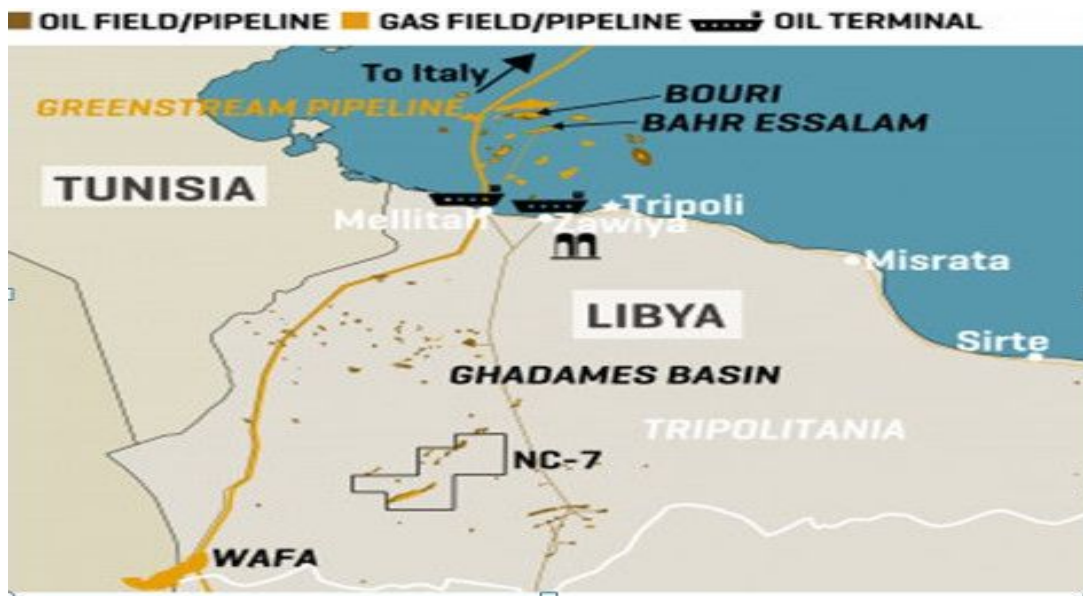 OIL FIELD/PIPELINE GAS FIELD/PIPELINE OIL TERMINAL
To Italy
GREENSTREAM PIPELINE
BOURI
BAHR ESSALAM
TUNISIA
Mellitah
Zawiya
Tripoli
Misrata
LIBYA
Sirte
GHADAMES BASIN
TRIPOLITANIA
NC-7
WAFA